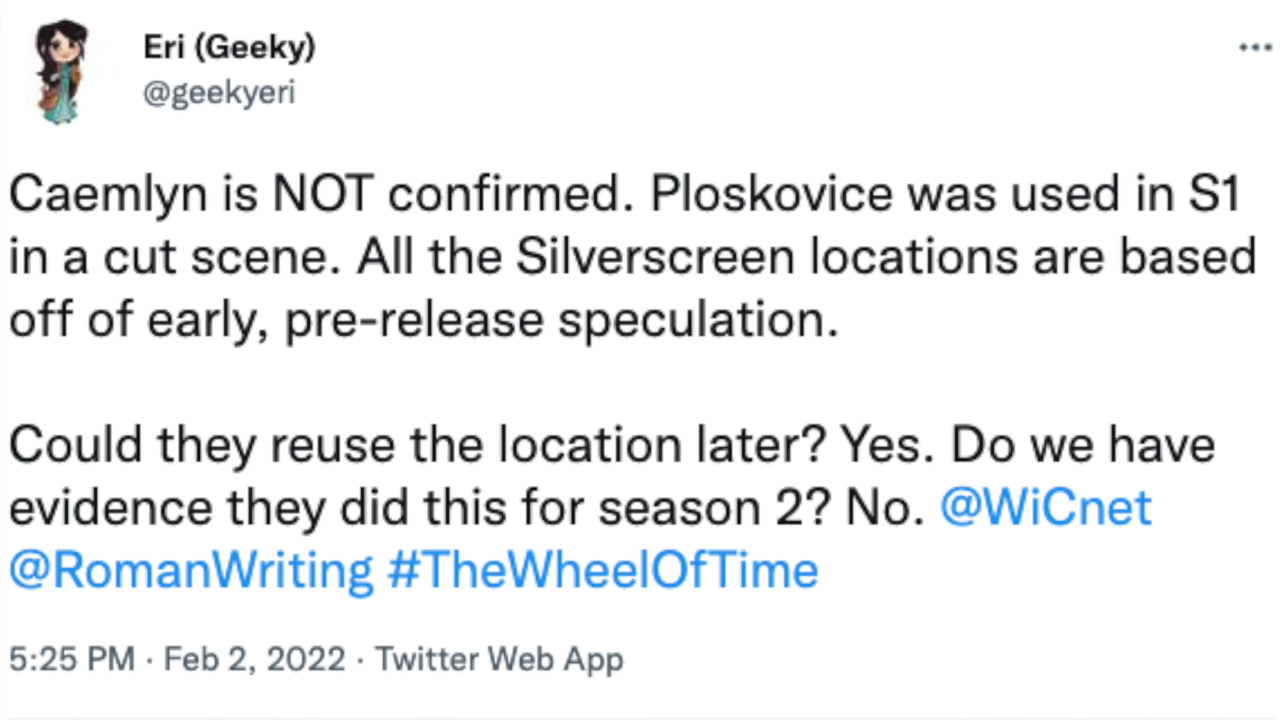 Eri (Geeky)
@geekyeri
Caemlyn is NOT confirmed. Ploskovice was used in S1
in a cut scene. All the Silverscreen locations are based
off of early, pre-release speculation.
Could they reuse the location later? Yes. Do we have
evidence they did this for season 2? No. @WiCnet
@RomanWriting #TheWheelOfTime
5:25 PM · Feb 2, 2022 · Twitter Web App